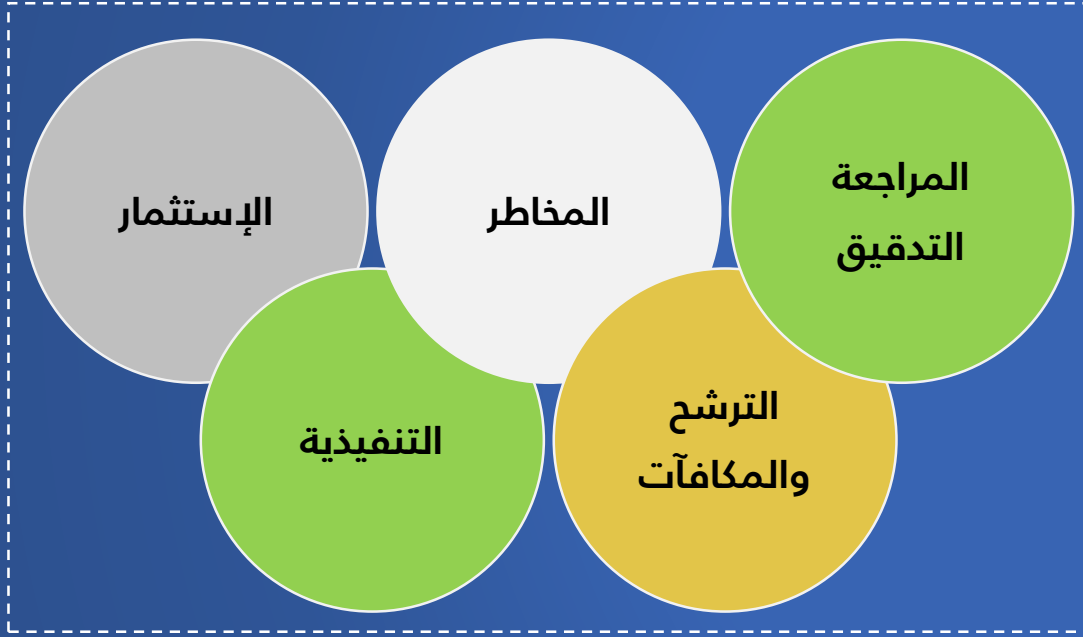 المراجعة
التدقيق
الترشح
والمكافآت
المخاطر
التنفيذية
الإستثمار